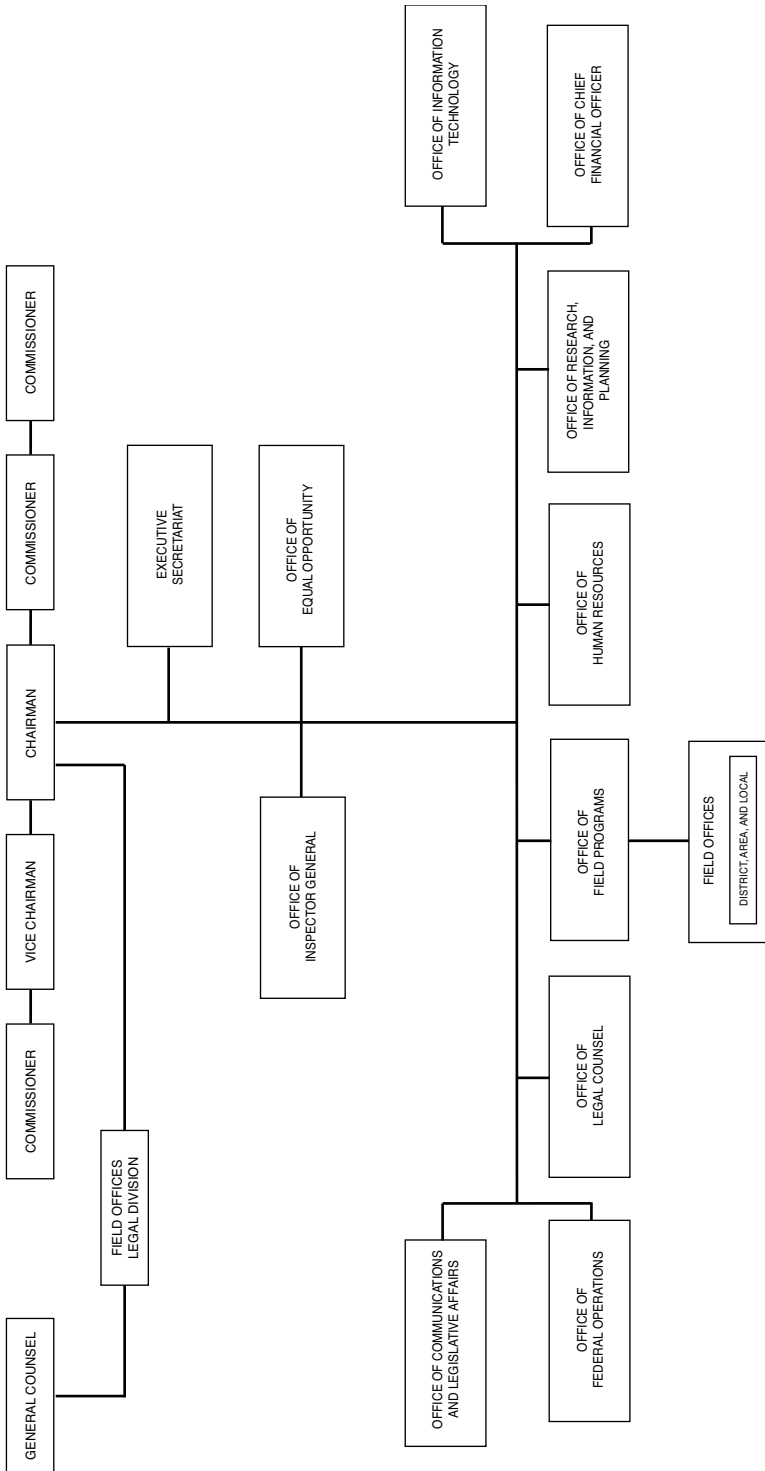 GENERAL COUNSEL
COMMISSIONER
VICE CHAIRMAN
CHAIRMAN
COMMISSIONER
COMMISSIONER
FIELD OFFICES
LEGAL DIVISION
EXECUTIVE
SECRETARIAT
OFFICE OF
INSPECTOR GENERAL
OFFICE OF
EQUAL OPPORTUNITY
OFFICE OF COMMUNICATIONS
AND LEGISLATIVE AFFAIRS
OFFICE OF INFORMATION
TECHNOLOGY
OFFICE OF
FEDERAL OPERATIONS
OFFICE OF
LEGAL COUNSEL
OFFICE OF
FIELD PROGRAMS
OFFICE OF
HUMAN RESOURCES
OFFICE OF RESEARCH,
INFORMATION, AND
PLANNING
OFFICE OF CHIEF
FINANCIAL OFFICER
FIELD OFFICES
DISTRICT, AREA, AND LOCAL